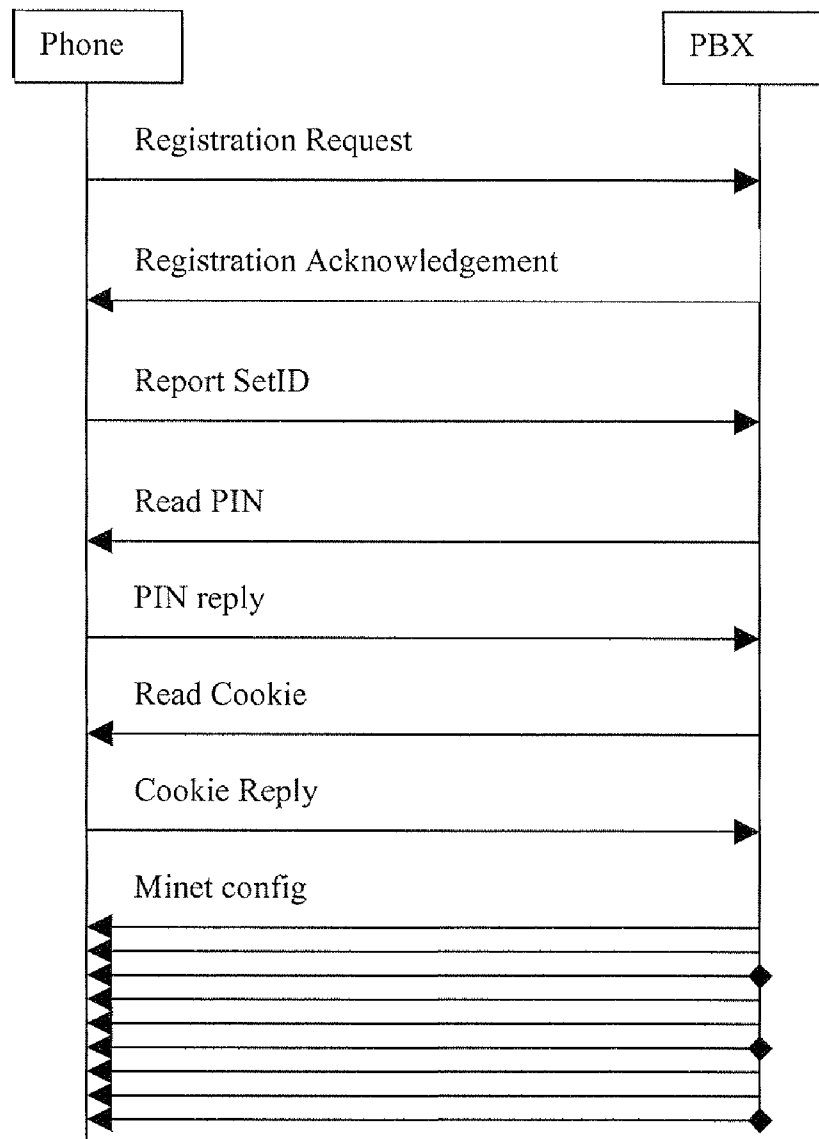 Phone
PBX
Registration Request
Registration Acknowledgement
Report SetID
Read PIN
PIN reply
Read Cookie
Cookie Reply
Minet config